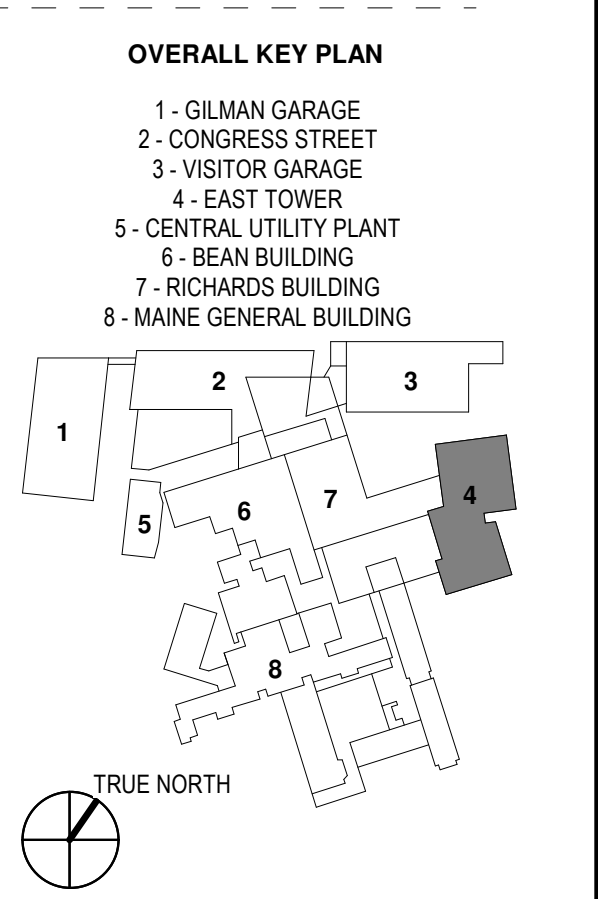 OVERALL KEY PLAN
1 - GILMAN GARAGE
2 - CONGRESS STREET
3 - VISITOR GARAGE
4 - EAST TOWER
5 - CENTRAL UTILITY PLANT
6 - BEAN BUILDING
7 - RICHARDS BUILDING
8 - MAINE GENERAL BUILDING
2
3
1
4
7
6
5
8
TRUE NORTH